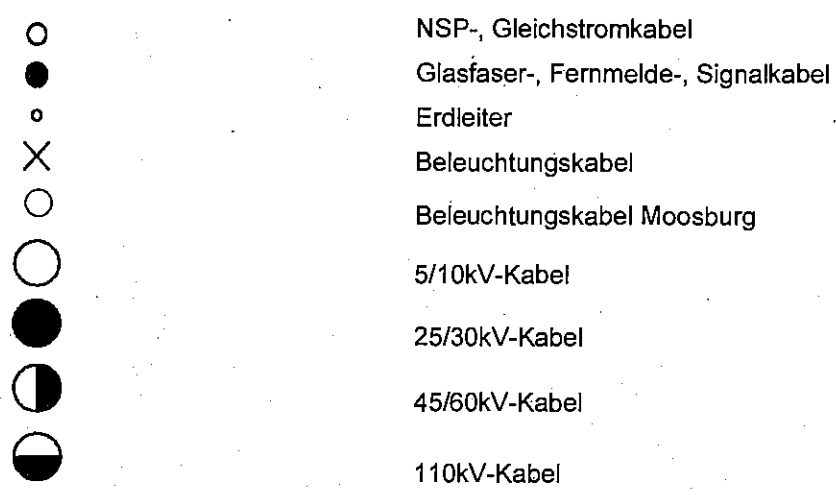 NSP-, Gleichstromkabel
Glasfaser-, Fernmelde-, Signalkabel
Erdleiter
Beleuchtungskabel
Beleuchtungskabel Moosburg
5/10kV-Kabel
25/30kV-Kabel
45/60kV-Kabel
110kV-Kabel